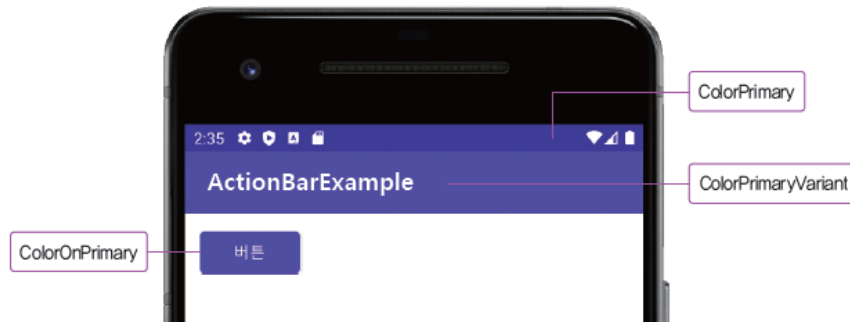 ColorPrimary
2:35
ActionBarExample
ColorPrimaryVariant
ColorOnPrimary
버튼